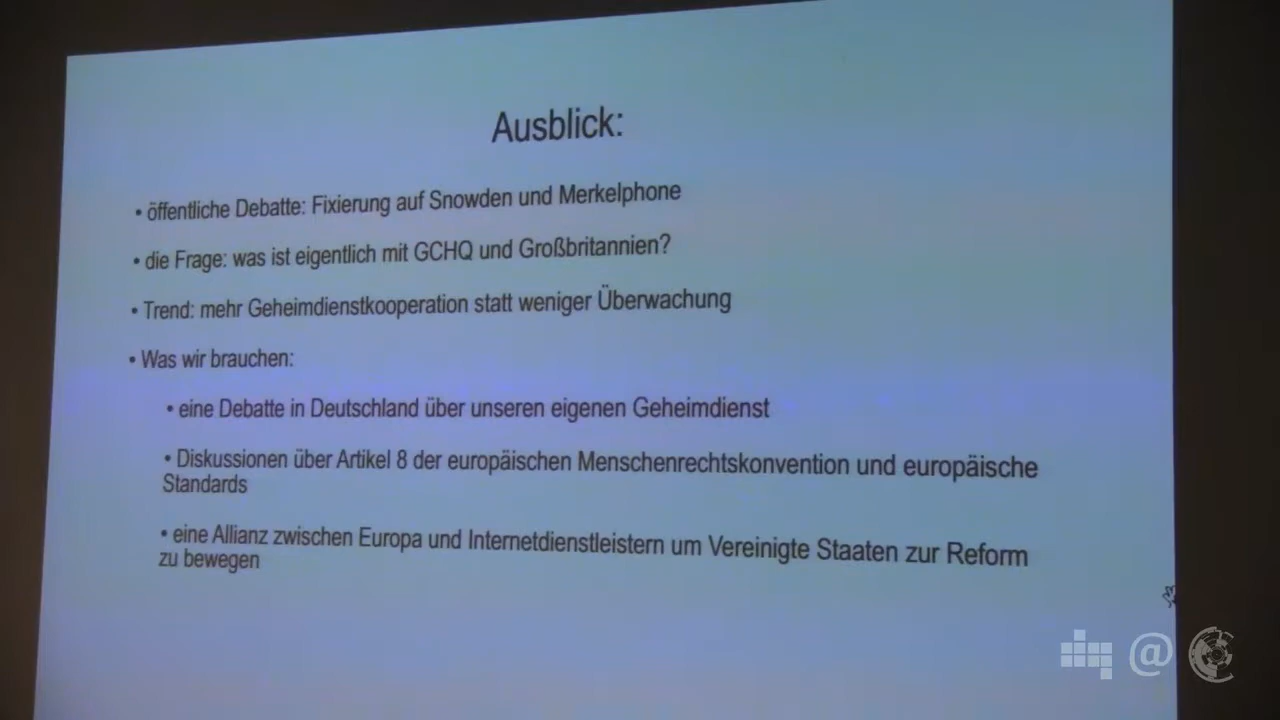 Ausblick:
• öffentliche Debatte: Fixierung auf Snowden und Merkelphone
• die Frage: was ist eigentlich mit GCHQ und Großbritannien?
• Trend: mehr Geheimdienstkooperation statt weniger Überwachung
• Was wir brauchen:
• eine Debatte in Deutschland über unseren eigenen Geheimdienst
• Diskussionen über Artikel 8 der europäischen Menschenrechtskonvention und europäische
Standards
• eine Allianz zwischen Europa und Internetdienstleistern um Vereinigte Staaten zur Reform
zu bewegen
@